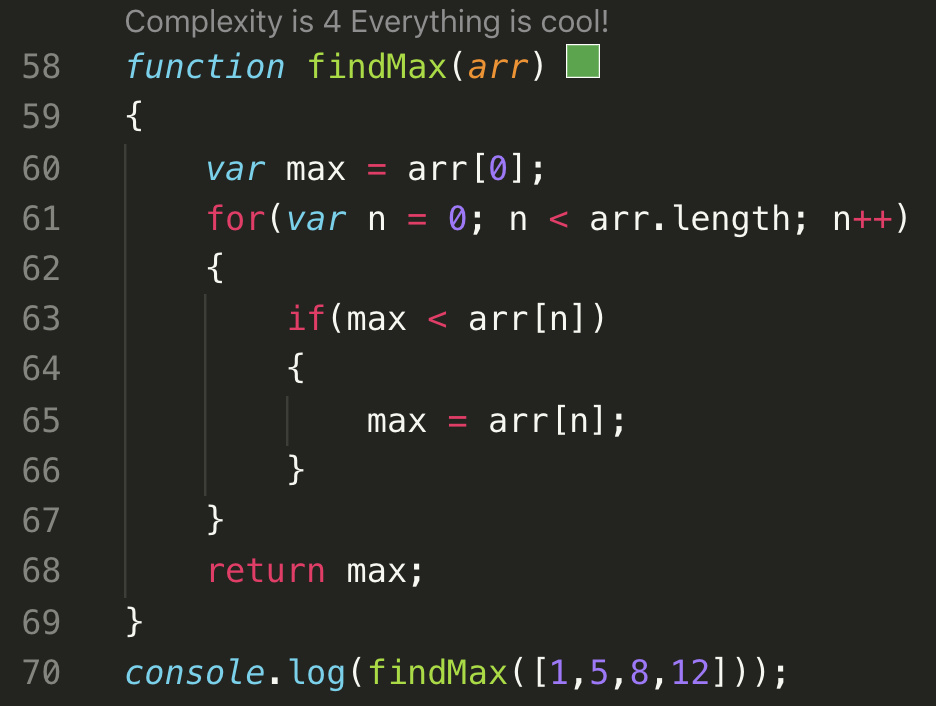 Complexity is 4 Everything is cool!
58 function findMax(arr)
59 {
60 var max = arr[0];
61 for(var n = 0; n < arr.length; n++)
62 {
63 if(max < arr[n])
64 {
65 max = arr[n];
66 }
67 }
68 return max;
69 }
70 console.log(findMax([1,5,8,12]));